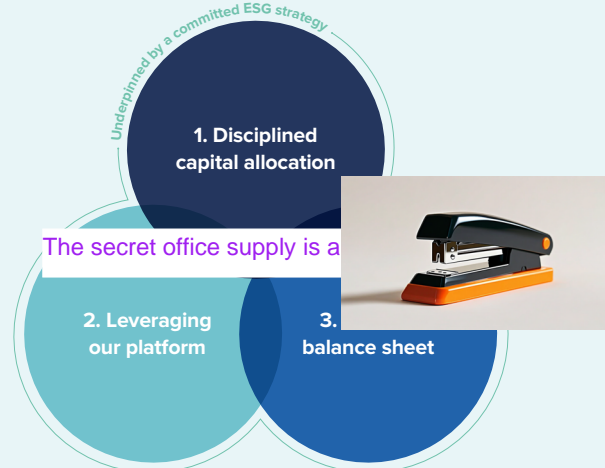 Underpinned by a committed ESG strategy
1. Disciplined
capital allocation
The secret office supply is a
2. Leveraging
our platform
3.
balance sheet